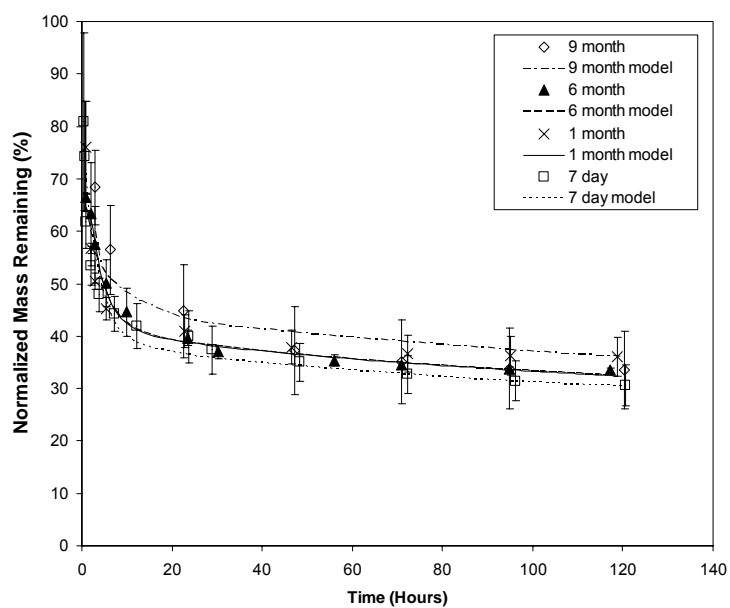 100
90
80
70
60
50
40
30
20
10
0
Normalized Mass Remaining (%)
9 month
9 month model
6 month
6 month model
1 month
1 month model
7 day
7 day model
0 20 40 60 80 100 120 140
Time (Hours)